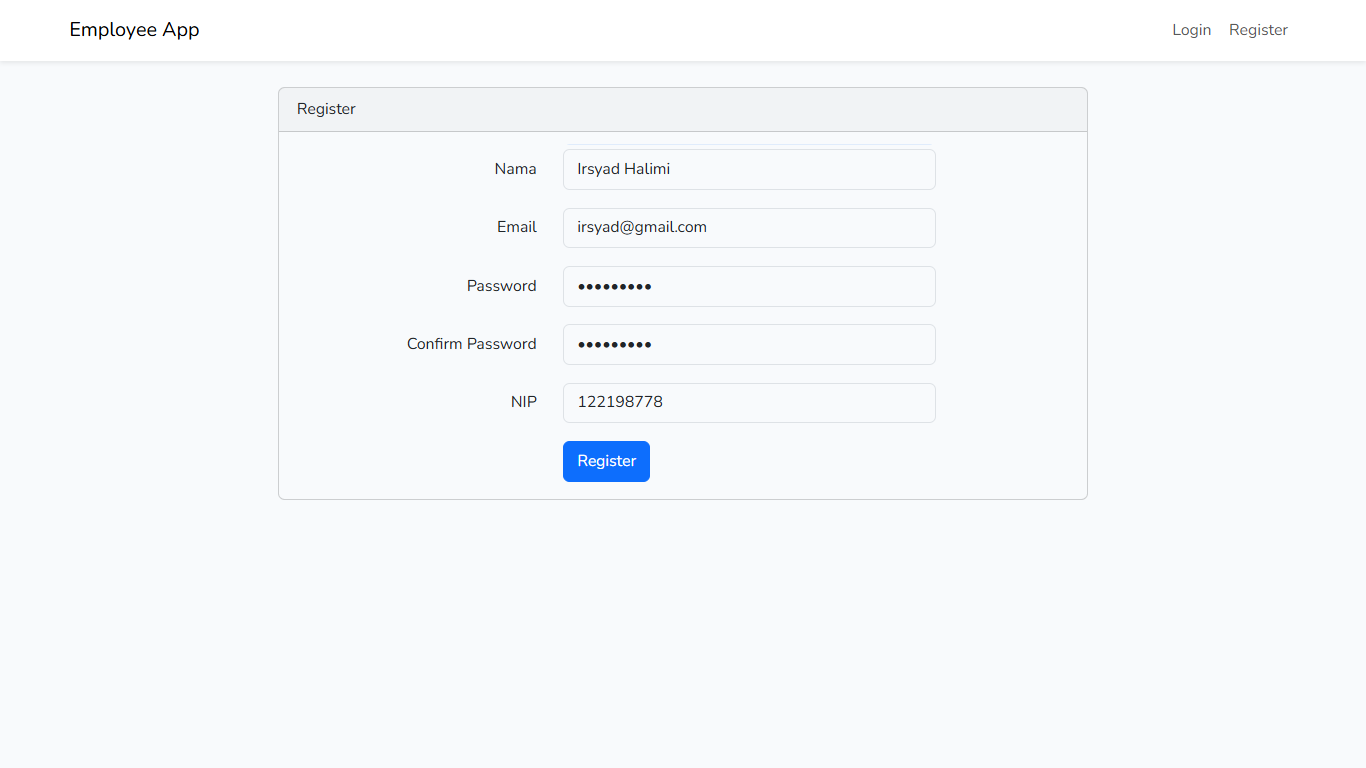 Employee App
Login Register
Register
Nama Irsyad Halimi
Email irsyad@gmail.com
Password •••••••••
Confirm Password •••••••••
NIP 122198778
Register